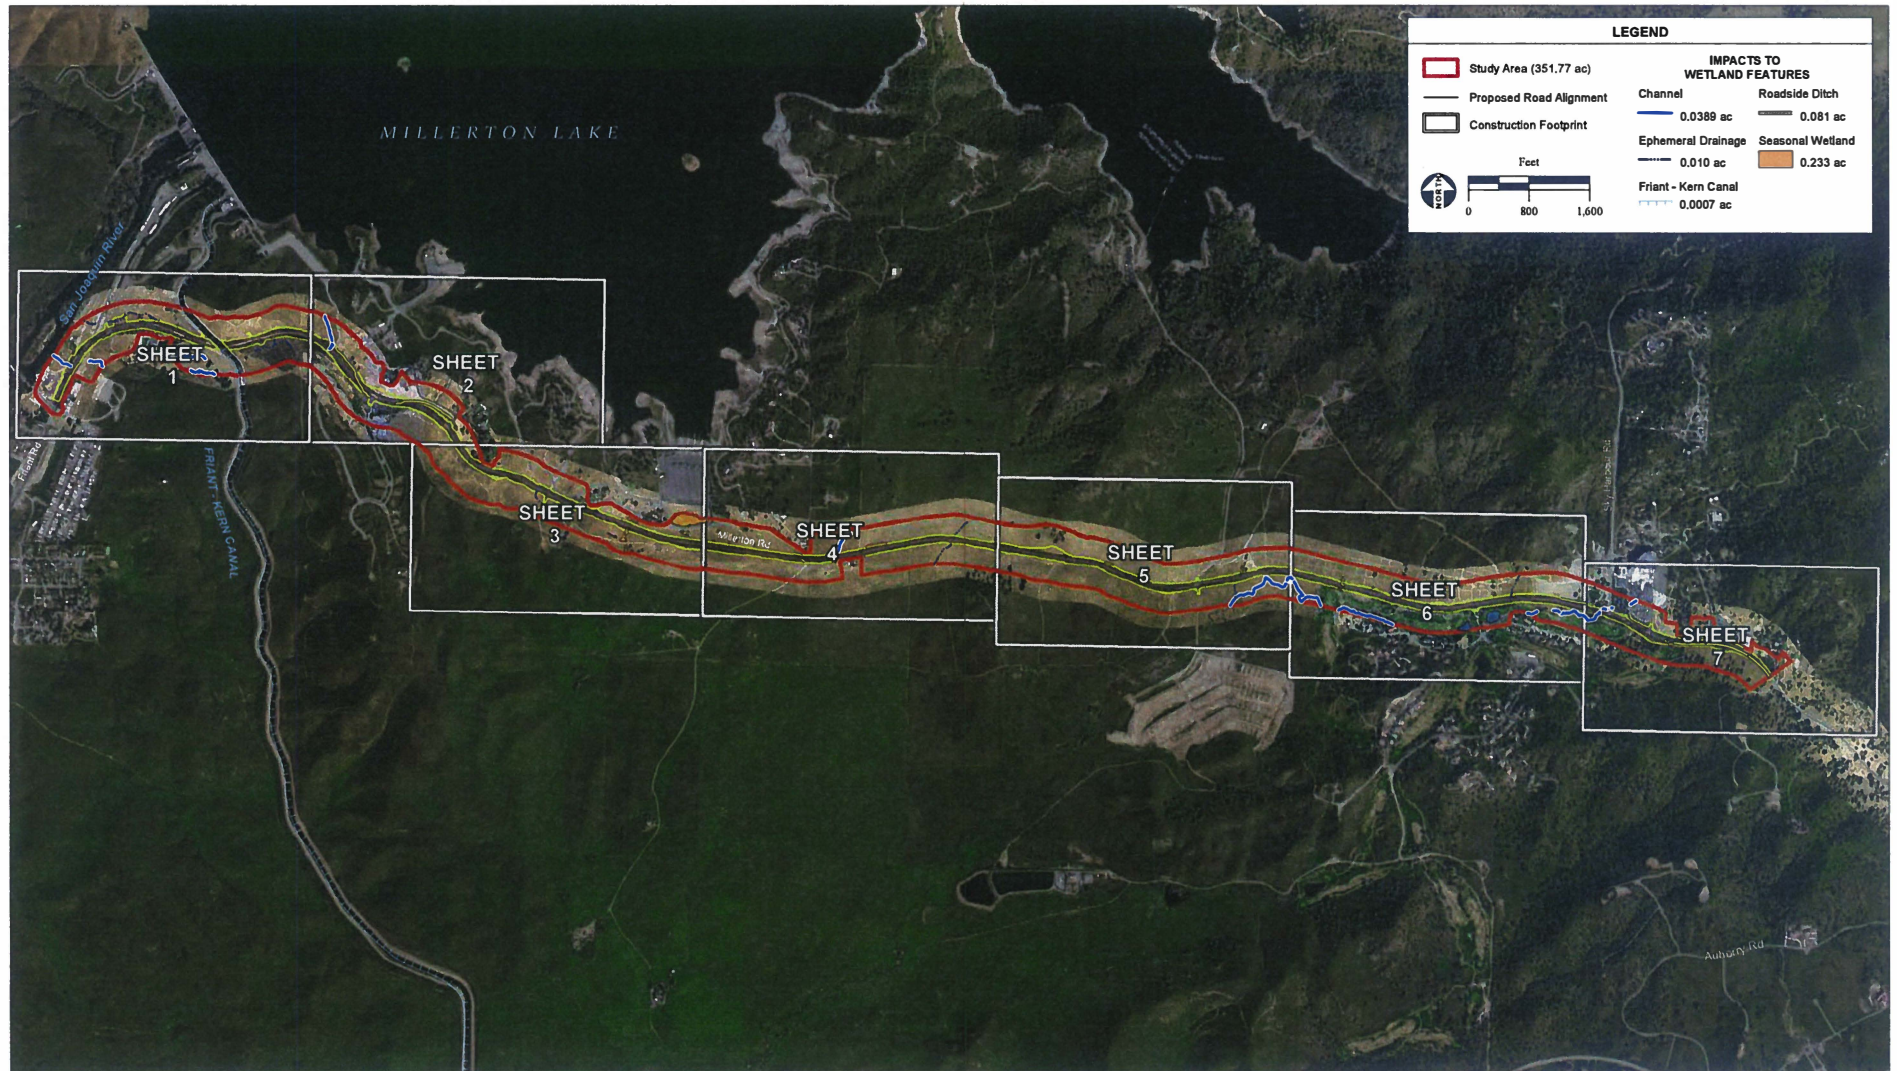 LEGEND
Study Area (351.77 ac)
Proposed Road Alignment
Construction Footprint
Feet
NORTH
0 800 1,600
IMPACTS TO
WETLAND FEATURES
Channel
0.0389 ac
Roadside Ditch
0.081 ac
Ephemeral Drainage
0.010 ac
Seasonal Wetland
0.233 ac
Friant - Kern Canal
0.0007 ac
MILLERTON LAKE
San Joaquin River
SHEET
1
SHEET
2
Friant Rd
FRIANT - KERN CANAL
SHEET
3
Millerton Rd
SHEET
4
SHEET
5
SHEET
6
SHEET
7
Auberry Rd